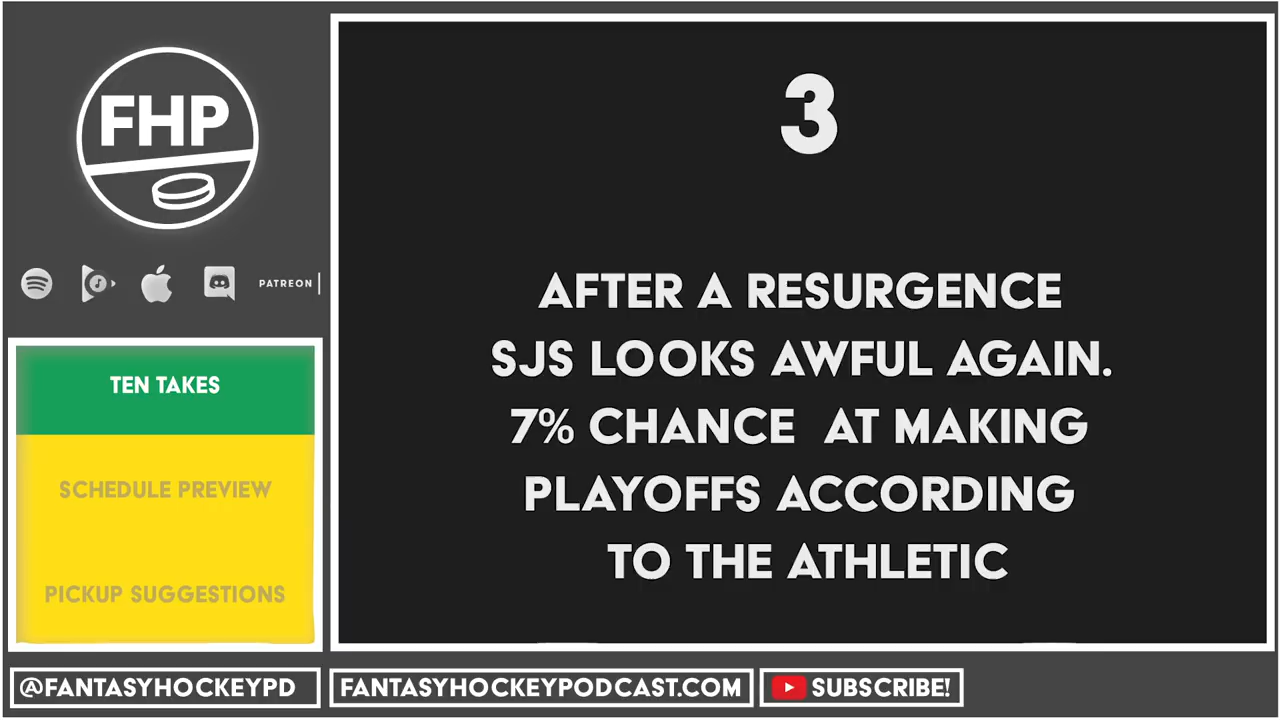 FHP
PATREON
TEN TAKES
SCHEDULE PREVIEW
PICKUP SUGGESTIONS
3
AFTER A RESURGENCE
SJS LOOKS AWFUL AGAIN.
7% CHANCE AT MAKING
PLAYOFFS ACCORDING
TO THE ATHLETIC
@FANTASYHOCKEYPD
FANTASYHOCKEYPODCAST.COM
SUBSCRIBE!